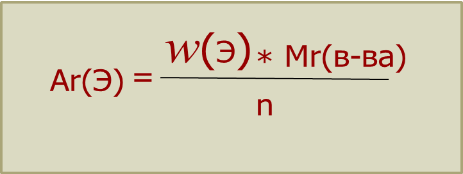 Ar(Э) = w(Э) * Mr(в-ва)
n